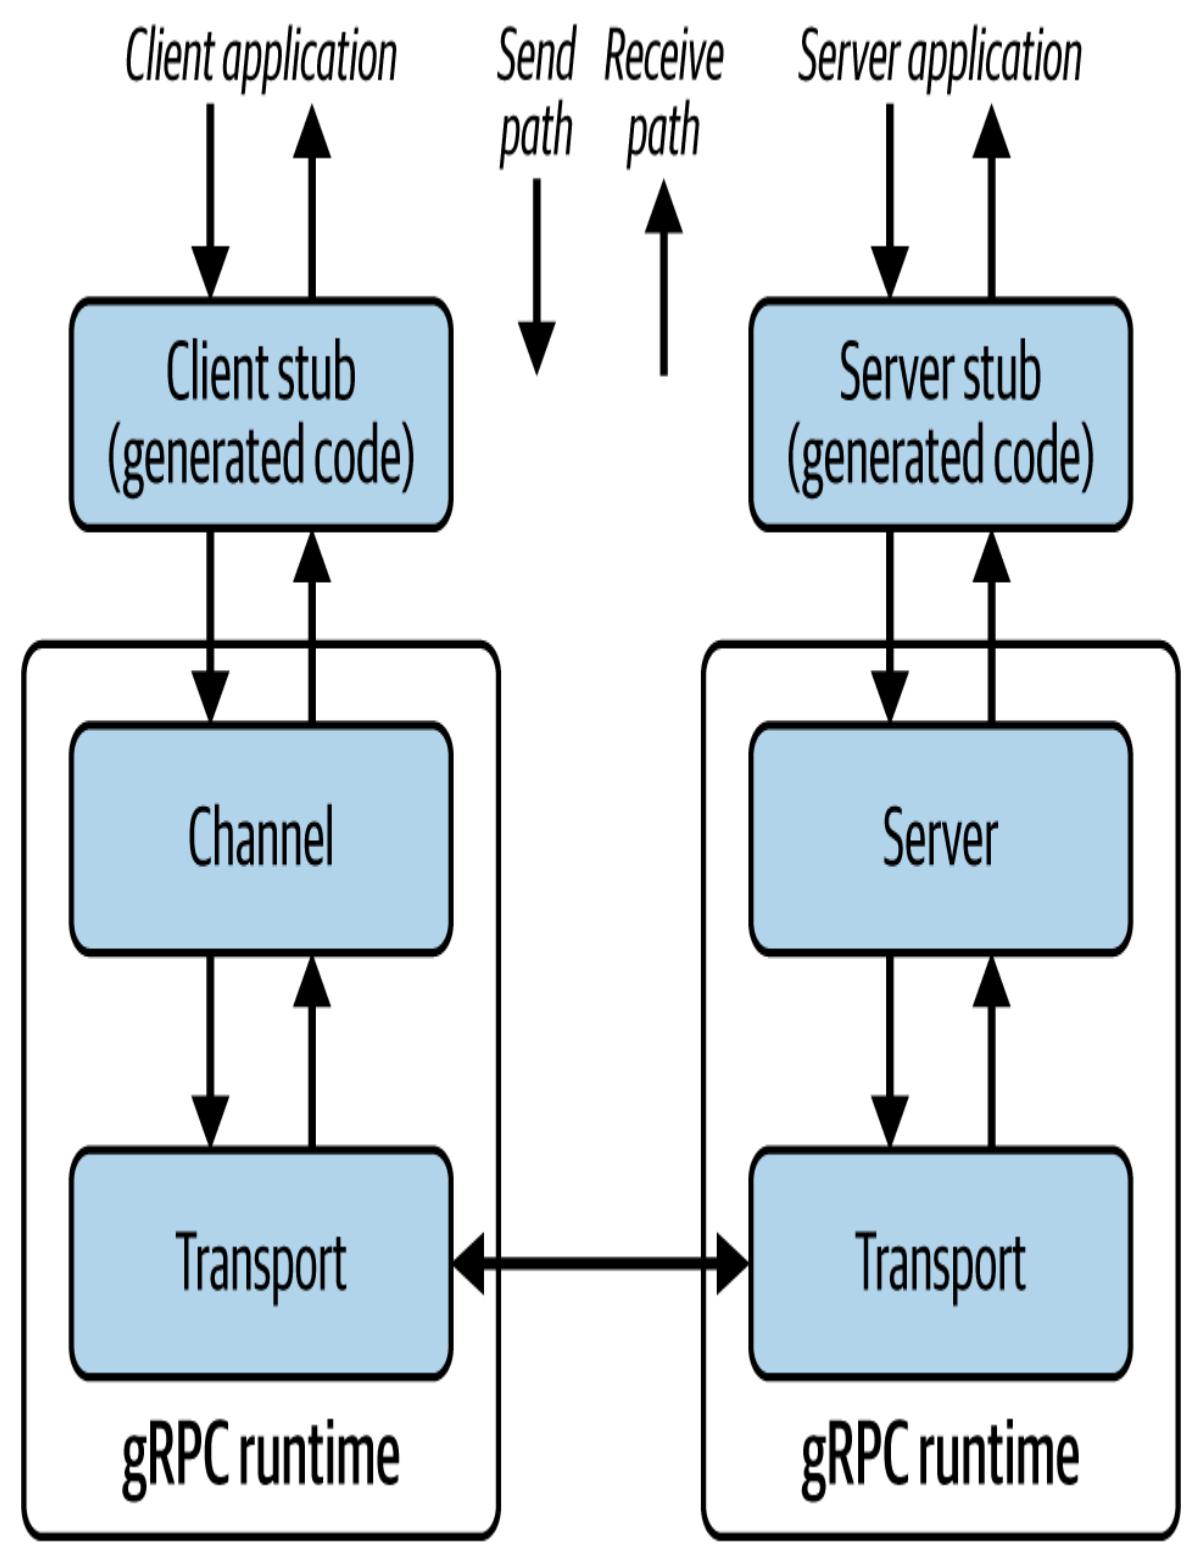 Client application
Send
path
Receive
path
Server application
Client stub
(generated code)
Server stub
(generated code)
Channel
Server
Transport
Transport
gRPC runtime
gRPC runtime